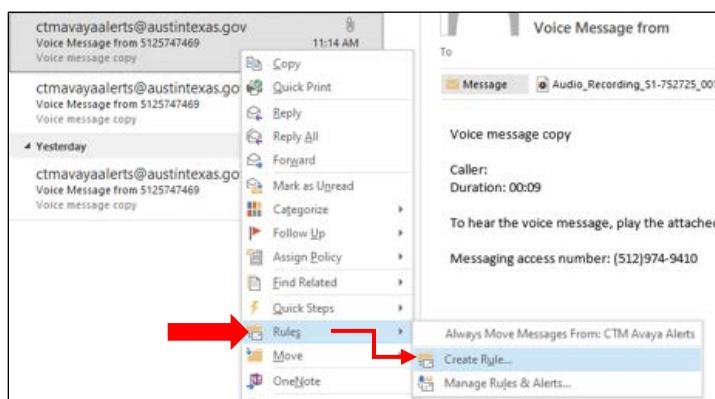 ctmavayaalerts@austintexas.gov
Voice Message from 5125747469 11:14 AM
Voice message copy
ctmavayaalerts@austintexas.go
Voice Message from 5125747469
Voice message copy
Yesterday
ctmavayaalerts@austintexas.go
Voice Message from 5125747469
Voice message copy
Copy
Quick Print
Reply
Reply All
Forward
Mark as Unread
Categorize
Follow Up
Assign Policy
Find Related
Quick Steps
Rules
Move
OneNote
Always Move Messages From: CTM Avaya Alerts
Create Rule...
Manage Rules & Alerts...
Voice Message from
To
Message Audio_Recording_S1-752725_001
Voice message copy
Caller:
Duration: 00:09
To hear the voice message, play the attached
Messaging access number: (512)974-9410